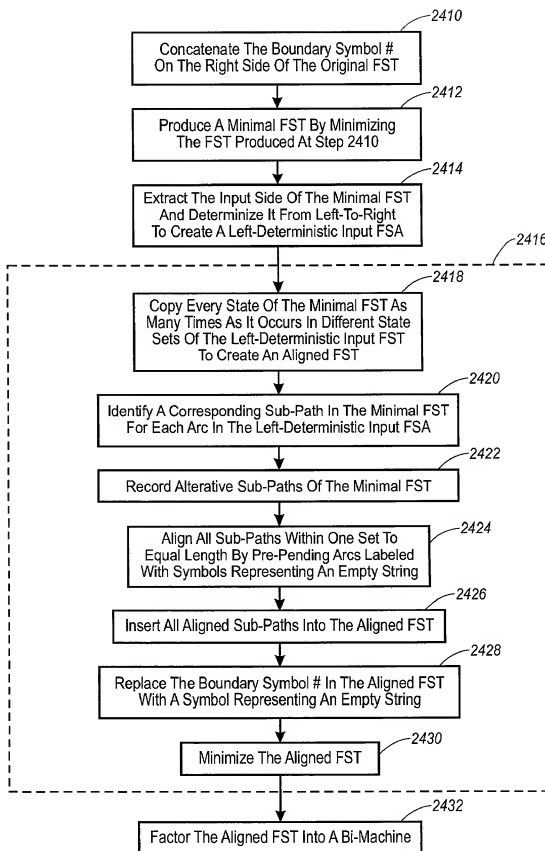 2410
Concatenate The Boundary Symbol #
On The Right Side Of The Original FST
2412
Produce A Minimal FST By Minimizing
The FST Produced At Step 2410
2414
Extract The Input Side Of The Minimal FST
And Determinize It From Left-To-Right
To Create A Left-Deterministic Input FSA
2416
2418
Copy Every State Of The Minimal FST As
Many Times As It Occurs In Different State
Sets Of The Left-Deterministic Input FST
To Create An Aligned FST
2420
Identify A Corresponding Sub-Path In The Minimal FST
For Each Arc In The Left-Deterministic Input FSA
2422
Record Alterative Sub-Paths Of The Minimal FST
2424
Align All Sub-Paths Within One Set To
Equal Length By Pre-Pending Arcs Labeled
With Symbols Representing An Empty String
2426
Insert All Aligned Sub-Paths Into The Aligned FST
2428
Replace The Boundary Symbol # In The Aligned FST
With A Symbol Representing An Empty String
2430
Minimize The Aligned FST
2432
Factor The Aligned FST Into A Bi-Machine